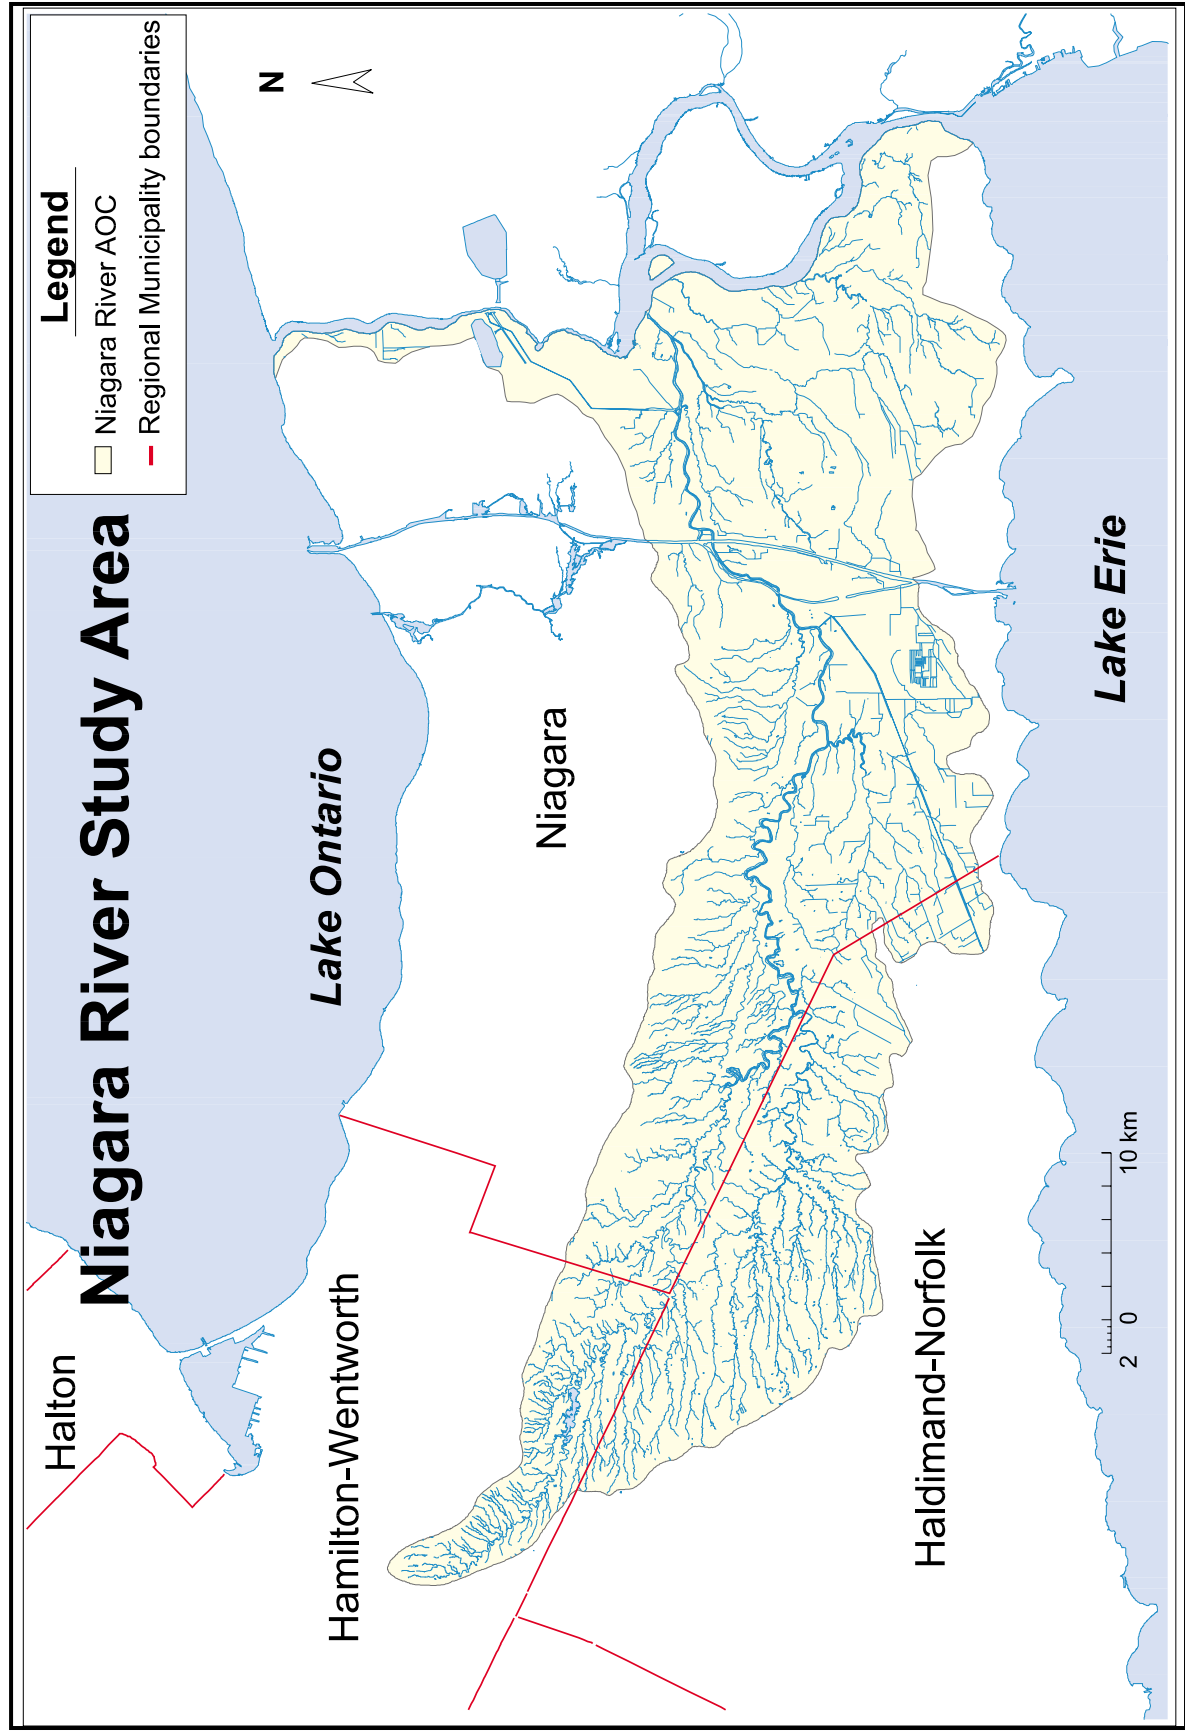 Niagara River Study Area
Legend
Niagara River AOC
Regional Municipality boundaries
N
Halton
Lake Ontario
Hamilton-Wentworth
Niagara
Haldimand-Norfolk
Lake Erie
2 0 10 km